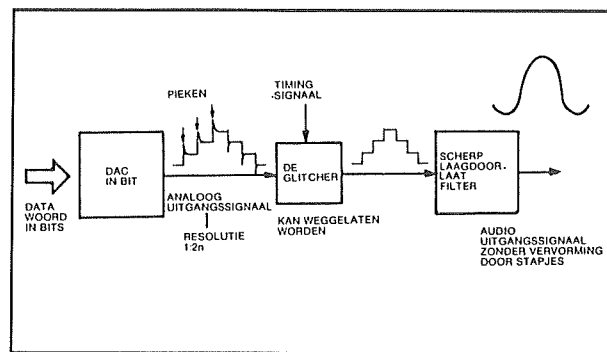 PIEKEN
TIMING
SIGNAAL
DAC
IN BIT
DE
GLITCHER
SCHERP
LAAGDOOR.
LAAT
FILTER
DATA
WOORD
IN BITS
ANALOOG
UITGANGSSIGNAAL
RESOLUTIE
1:2n
KAN WEGGELATEN
WORDEN
AUDIO
UITGANGSSIGNAAL
ZONDER VERVORMING
DOOR STAPJES